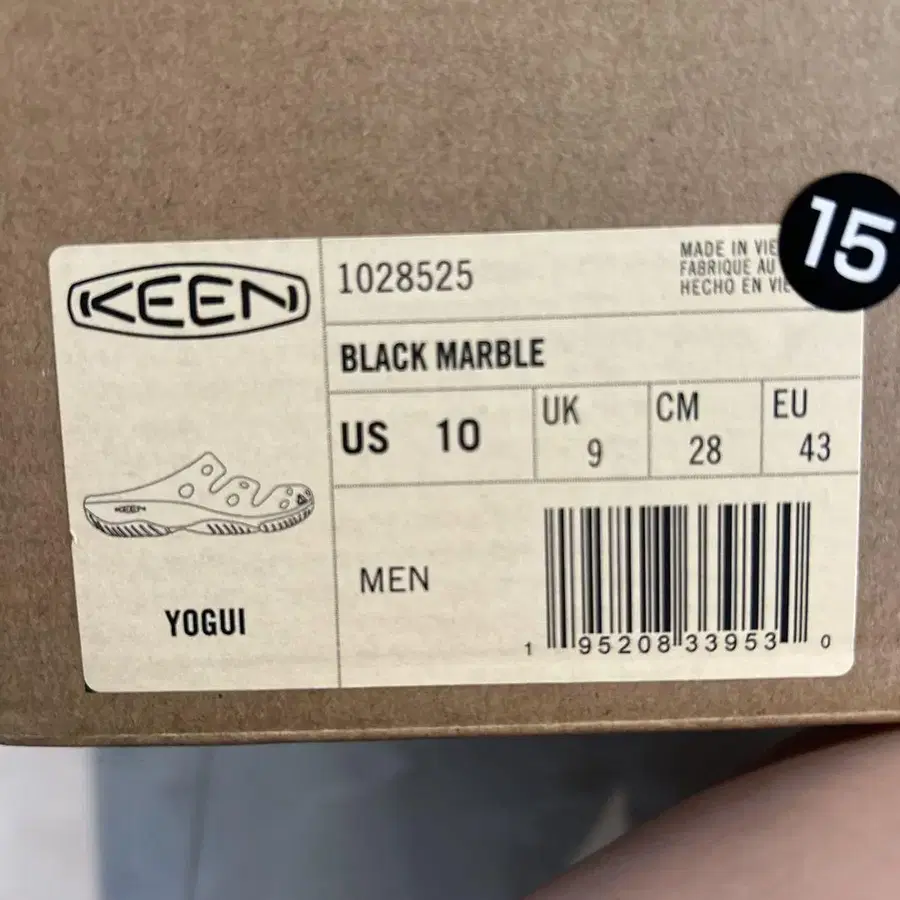 KEEN
1028525
MADE IN VIE
FABRIQUE AU
HECHO EN VIE
15
BLACK MARBLE
US 10
UK 9
CM 28
EU 43
KEEN
YOGUI
MEN
1 95208 33953 0